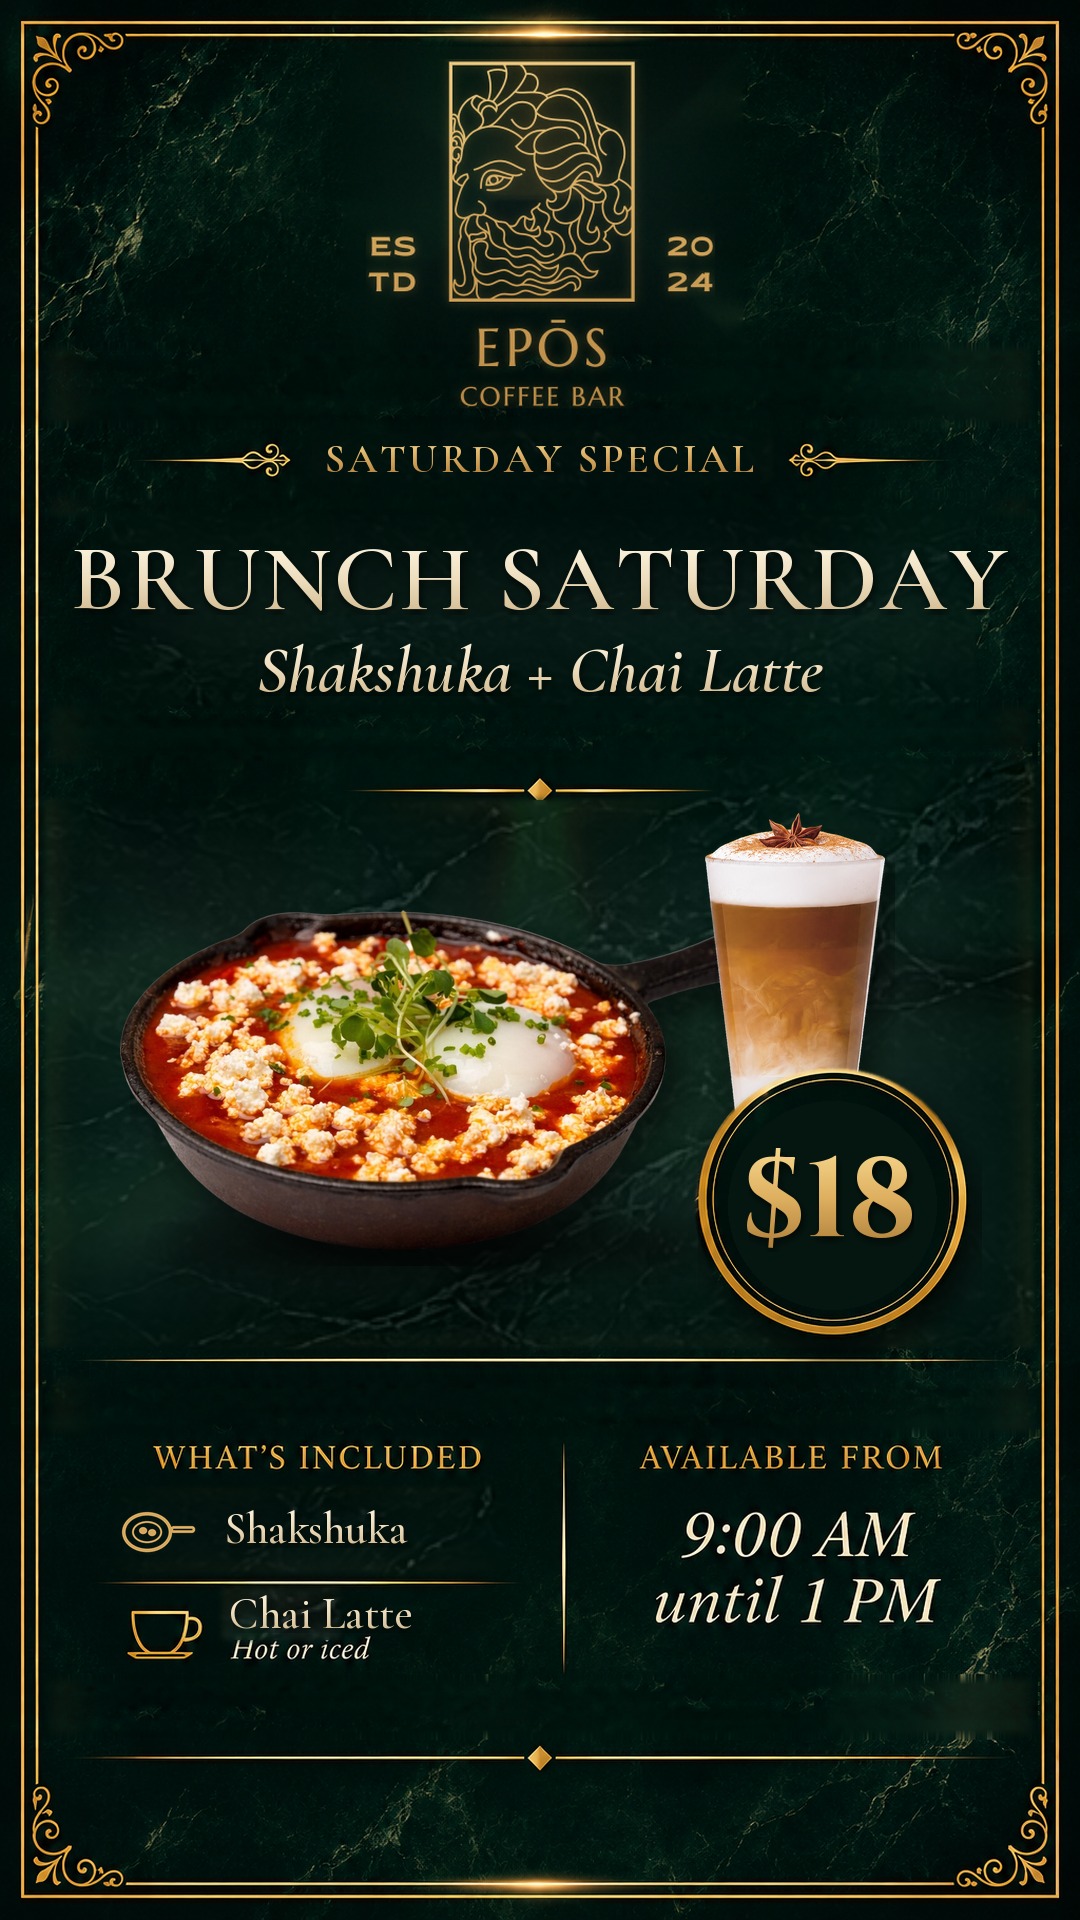 ES
TD
20
24
EPŌS
COFFEE BAR
SATURDAY SPECIAL
BRUNCH SATURDAY
Shakshuka + Chai Latte
$18
WHAT'S INCLUDED
Shakshuka
Chai Latte
Hot or iced
AVAILABLE FROM
9:00 AM
until 1 PM